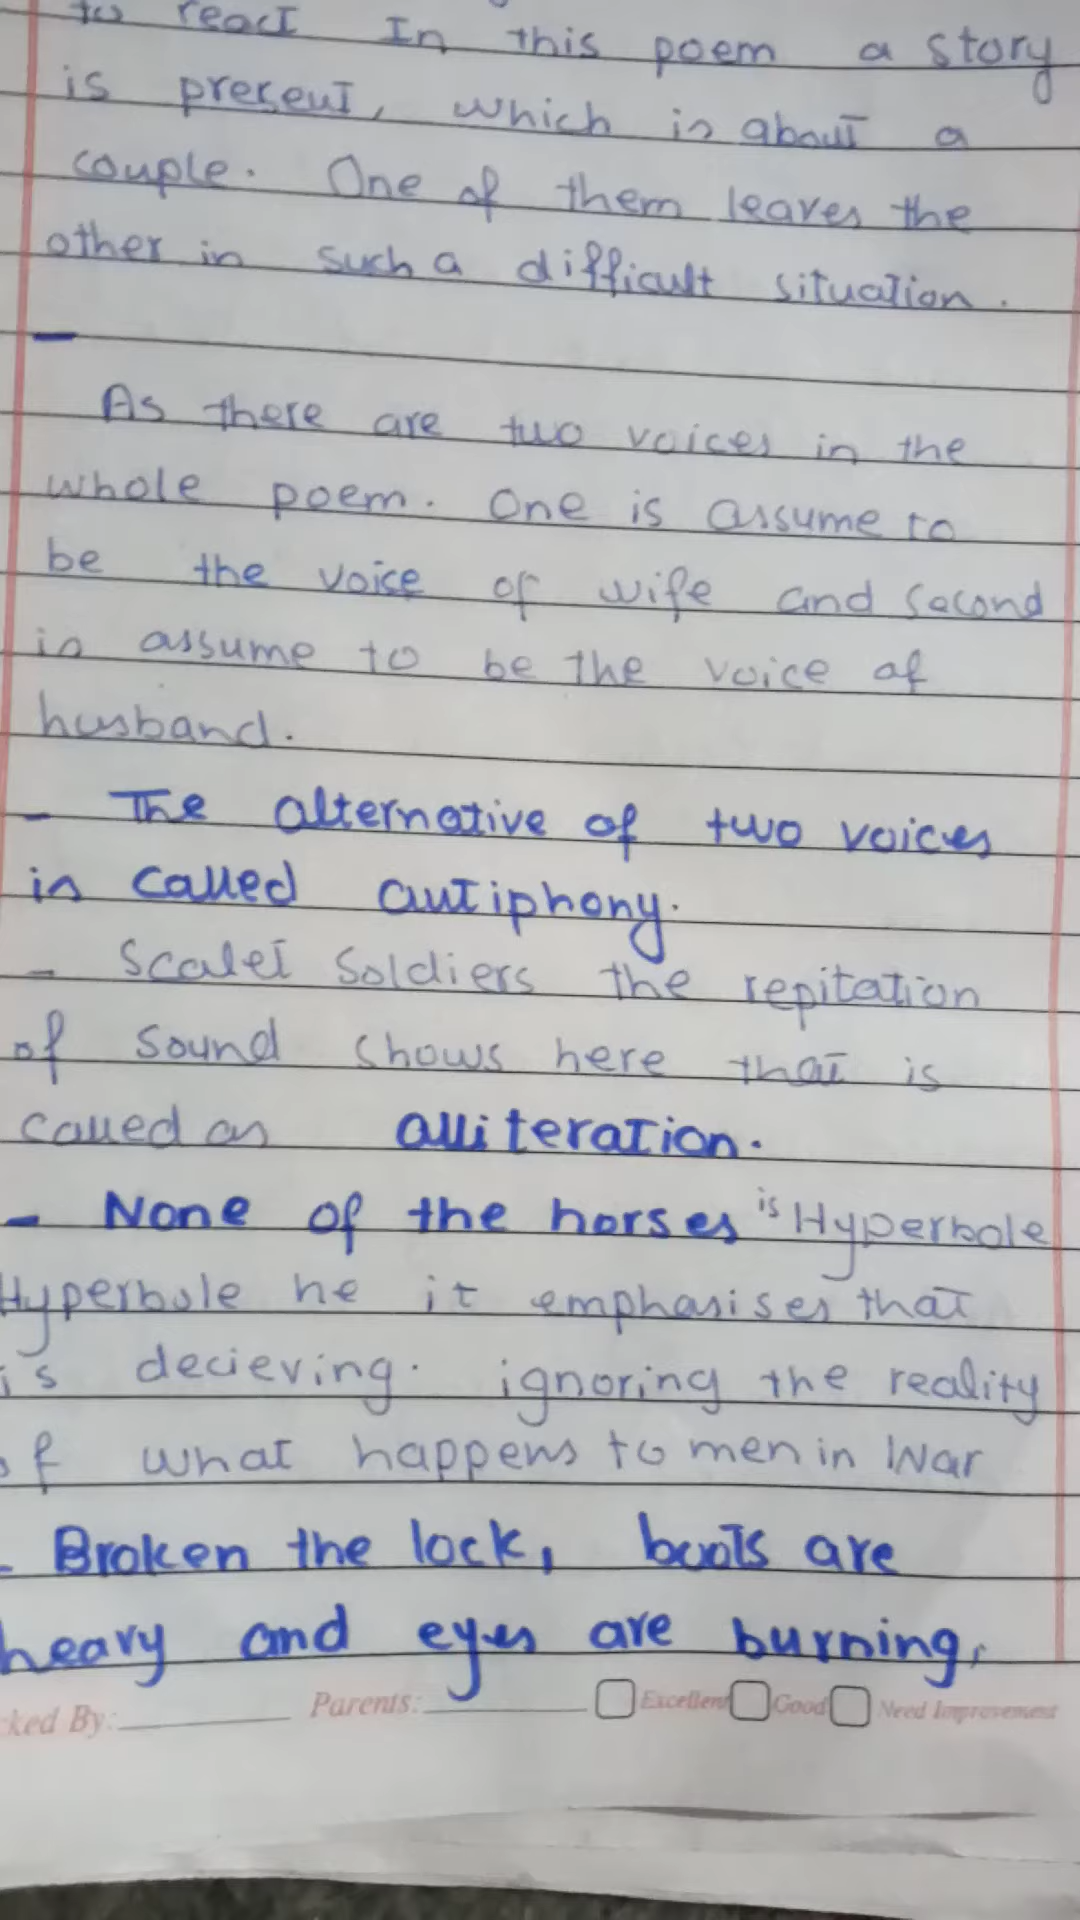 to react In this poem a story
is present, which is about a
couple. One of them leaves the
other in such a difficult situation.
-
As there are two voices in the
whole poem. One is assume to
be the voice of wife and second
is assume to be the voice of
husband.
- The alternative of two voices
is called antiphony.
- Scalet Soldiers the repitation
of sound shows here that is
called as alliteration.
- None of the horses is Hyperbole
Hyperbole he it emphasises that
is decieving. ignoring the reality
of what happens to men in War
- Broken the lock, boots are
heavy and eyes are burning,
cked By: Parents: Excellent Good Need Improvement